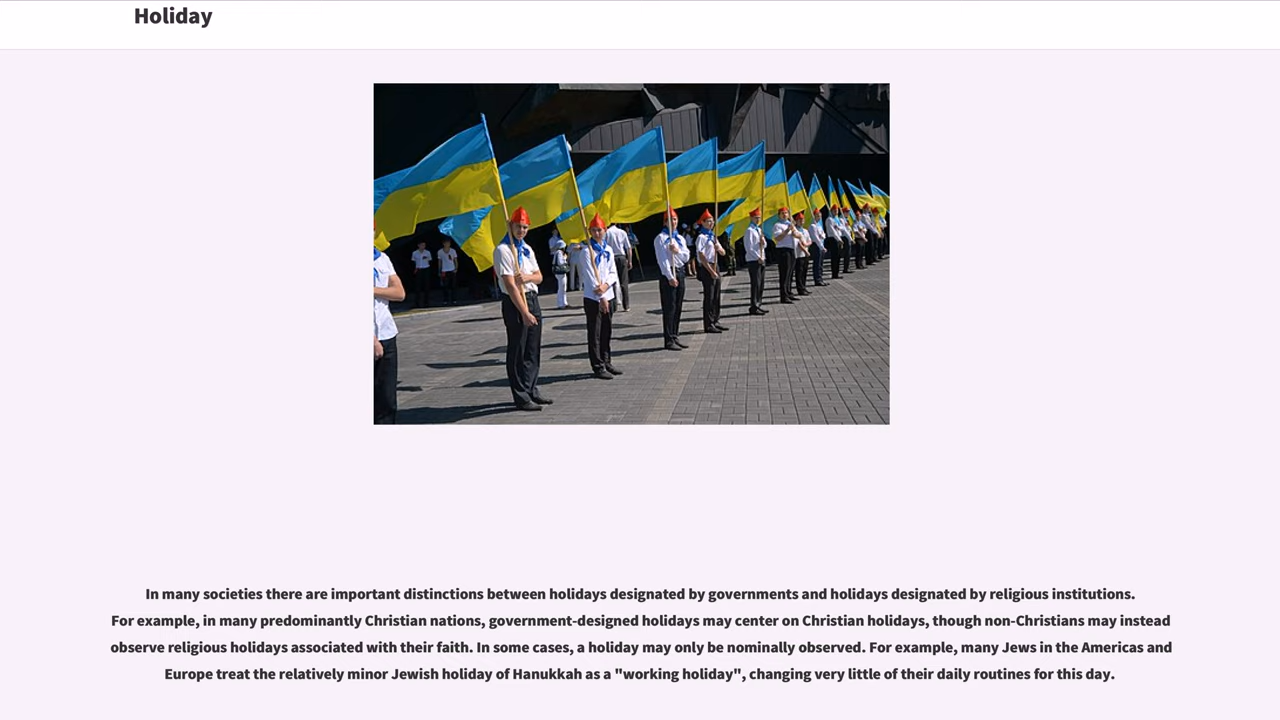 Holiday
In many societies there are important distinctions between holidays designated by governments and holidays designated by religious institutions.
For example, in many predominantly Christian nations, government-designed holidays may center on Christian holidays, though non-Christians may instead
observe religious holidays associated with their faith. In some cases, a holiday may only be nominally observed. For example, many Jews in the Americas and
Europe treat the relatively minor Jewish holiday of Hanukkah as a "working holiday", changing very little of their daily routines for this day.